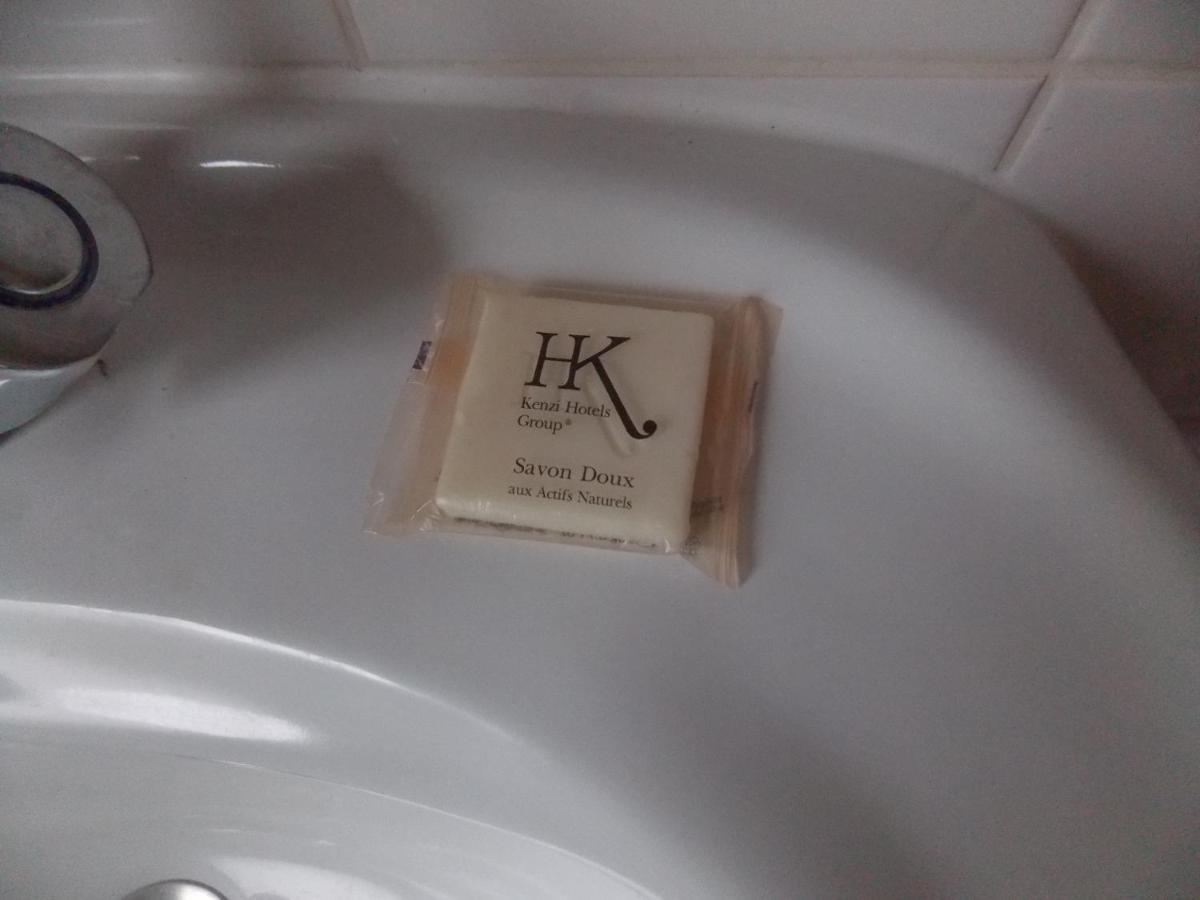 HK
Kenzi Hotels
Group®
Savon Doux
aux Actifs Naturels